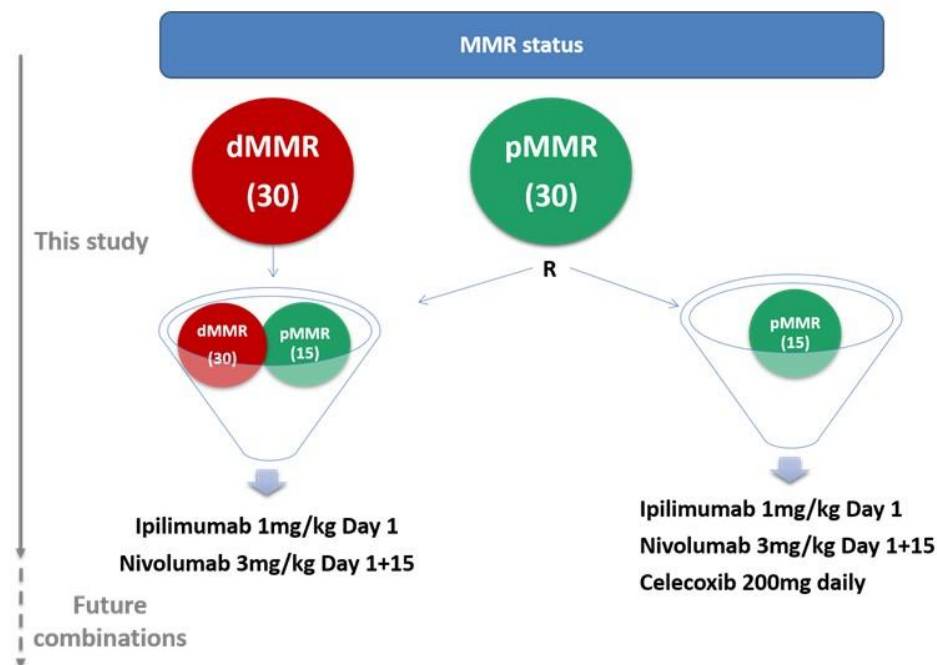 MMR status
dMMR
(30)
pMMR
(30)
This study
R
dMMR
(30)
pMMR
(15)
pMMR
(15)
Ipilimumab 1mg/kg Day 1
Nivolumab 3mg/kg Day 1+15
Ipilimumab 1mg/kg Day 1
Nivolumab 3mg/kg Day 1+15
Celecoxib 200mg daily
Future
combinations